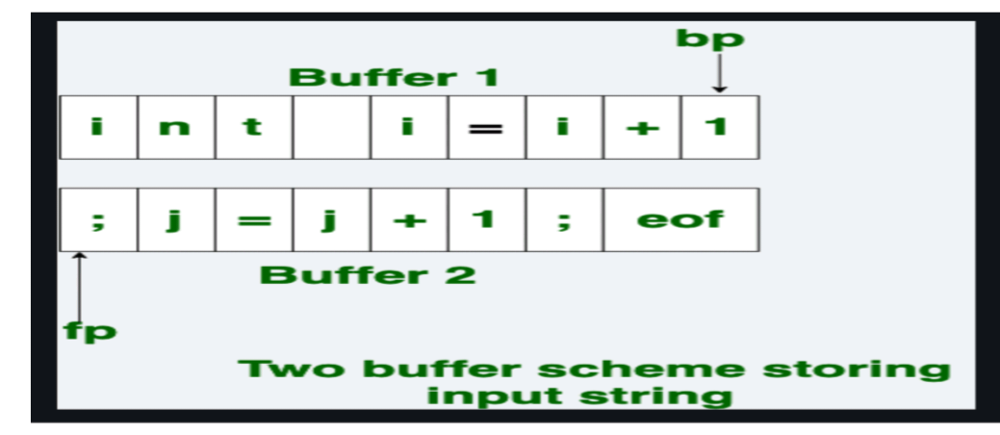 bp
Buffer 1
i n t i = i + 1
; j = j + 1 ; eof
Buffer 2
fp
Two buffer scheme storing
input string